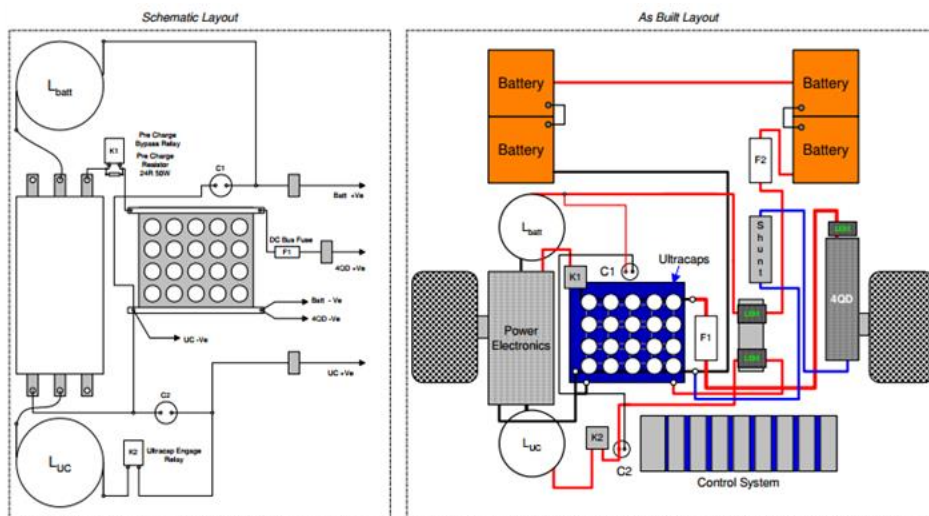 Schematic Layout
As Built Layout
Lbatt
K1
Pre Charge
Bypass Relay
Pre Charge
Resistor
24R 50W
C1
Batt +Ve
DC Bus Fuse
F1
4QD +Ve
Batt - Ve
4QD -Ve
UC -Ve
UC +Ve
C2
LUC
K2
Ultracap Engage
Relay
Battery
Battery
Battery
Battery
F2
Lbatt
C1
Shunt
K1
Ultracaps
4QD
Power
Electronics
F1
LUC
K2
C2
Control System